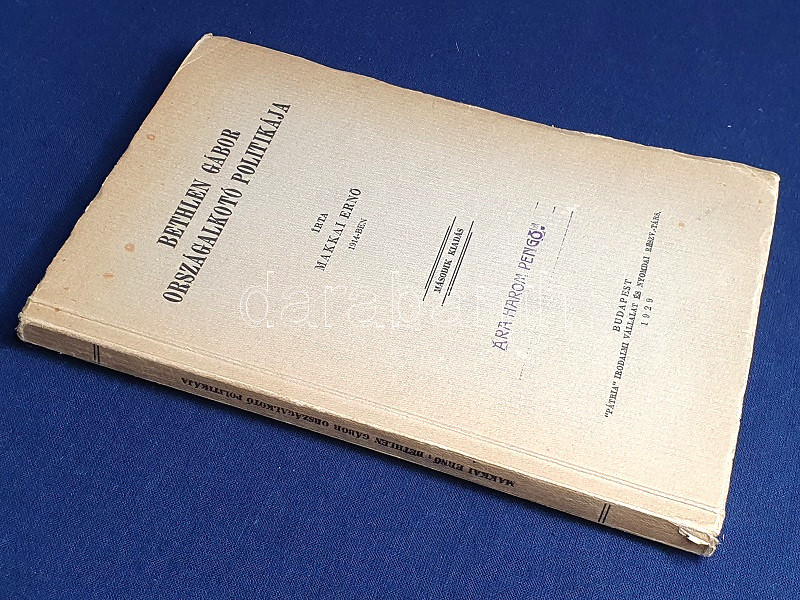 BETHLEN GÁBOR
ORSZÁGALKOTÓ POLITIKÁJA
IRTA
MAKKAI ERNŐ
1914-BEN
MÁSODIK KIADÁS
ÁRA HÁROM PENGŐ
BUDAPEST
"PÁTRIA" IRODALMI VÁLLALAT ÉS NYOMDAI RÉSZV.-TÁRS.
1929
MAKKAI ERNŐ: BETHLEN GÁBOR ORSZÁGALKOTÓ POLITIKÁJA